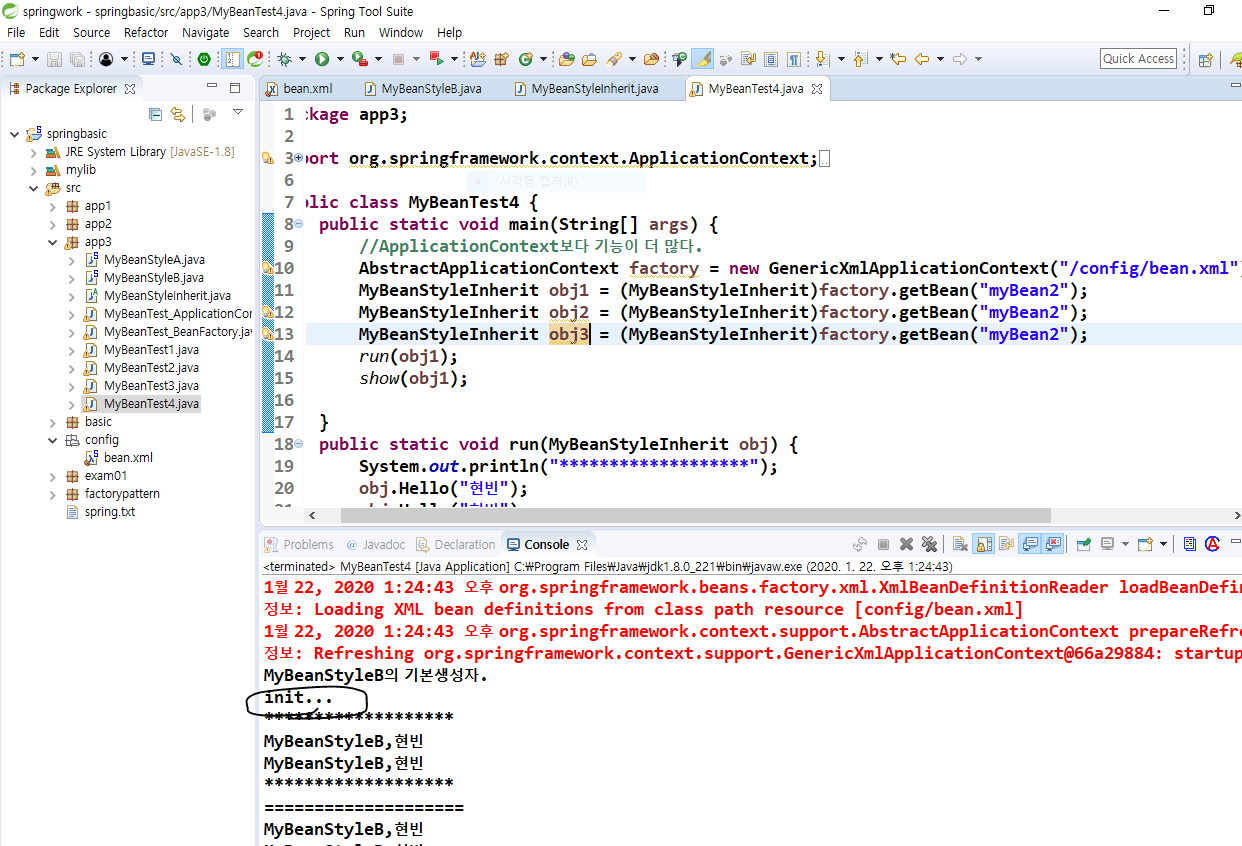 springwork - springbasic/src/app3/MyBeanTest4.java - Spring Tool Suite
File Edit Source Refactor Navigate Search Project Run Window Help
Quick Access
Package Explorer
bean.xml MyBeanStyleB.java MyBeanStyleInherit.java MyBeanTest4.java
springbasic
JRE System Library [JavaSE-1.8]
mylib
src
app1
app2
app3
MyBeanStyleA.java
MyBeanStyleB.java
MyBeanStyleInherit.java
MyBeanTest_ApplicationCor
MyBeanTest_BeanFactory.jav
MyBeanTest1.java
MyBeanTest2.java
MyBeanTest3.java
MyBeanTest4.java
basic
config
bean.xml
exam01
factorypattern
spring.txt
1 ckage app3;
2
3 port org.springframework.context.ApplicationContext;
사각형 캡처(R)
6
7 blic class MyBeanTest4 {
8 public static void main(String[] args) {
9 //ApplicationContext보다 기능이 더 많다.
10 AbstractApplicationContext factory = new GenericXmlApplicationContext("/config/bean.xml")
11 MyBeanStyleInherit obj1 = (MyBeanStyleInherit)factory.getBean("myBean2");
12 MyBeanStyleInherit obj2 = (MyBeanStyleInherit)factory.getBean("myBean2");
13 MyBeanStyleInherit obj3 = (MyBeanStyleInherit)factory.getBean("myBean2");
14 run(obj1);
15 show(obj1);
16
17 }
18 public static void run(MyBeanStyleInherit obj) {
19 System.out.println("*******************");
20 obj.Hello("현빈");
Problems @ Javadoc Declaration Console
<terminated> MyBeanTest4 [Java Application] C:₩Program Files₩Java₩jdk1.8.0_221₩bin₩javaw.exe (2020. 1. 22. 오후 1:24:43)
1월 22, 2020 1:24:43 오후 org.springframework.beans.factory.xml.XmlBeanDefinitionReader loadBeanDefin
정보: Loading XML bean definitions from class path resource [config/bean.xml]
1월 22, 2020 1:24:43 오후 org.springframework.context.support.AbstractApplicationContext prepareRefre
정보: Refreshing org.springframework.context.support.GenericXmlApplicationContext@66a29884: startup
MyBeanStyleB의 기본생성자.
init...
*******************
MyBeanStyleB,현빈
MyBeanStyleB,현빈
*******************
====================
MyBeanStyleB,현빈